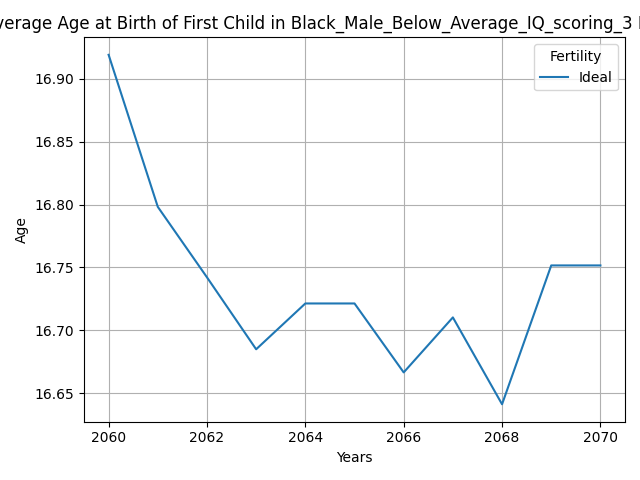 Average Age at Birth of First Child in Black_Male_Below_Average_IQ_scoring_3
Fertility
Ideal
16.90
16.85
16.80
16.75
16.70
16.65
Age
2060 2062 2064 2066 2068 2070
Years